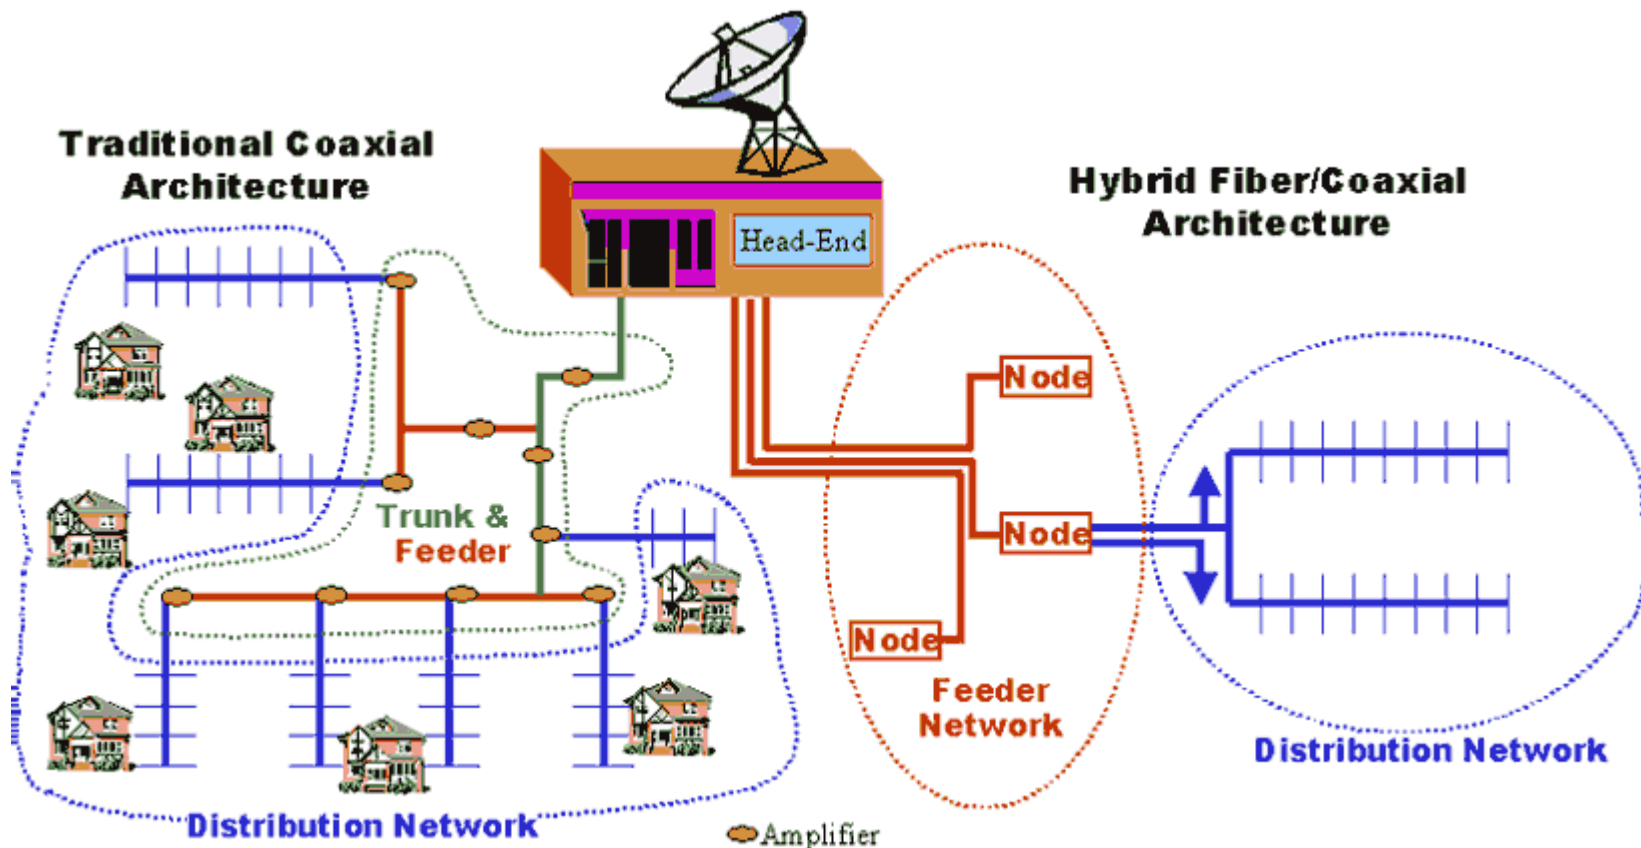 Traditional Coaxial
Architecture
Head-End
Hybrid Fiber/Coaxial
Architecture
Node
Trunk &
Feeder
Node
Node
Feeder
Network
Distribution Network
Distribution Network
Amplifier